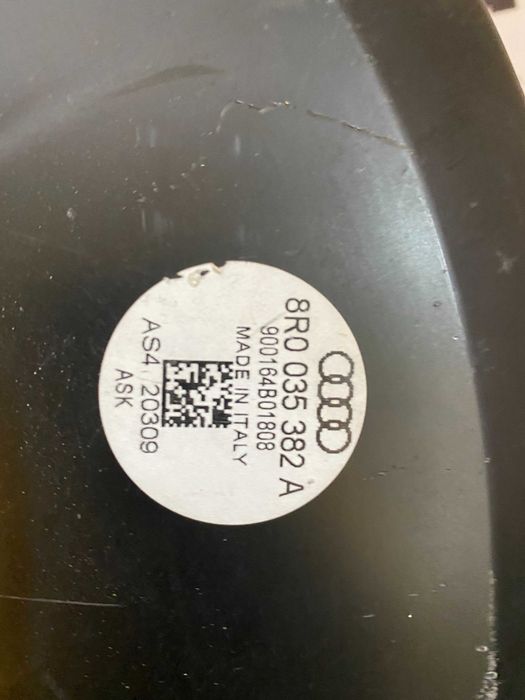 8R0 035 382 A
900164B01808
MADE IN ITALY
AS4 20309
ASK